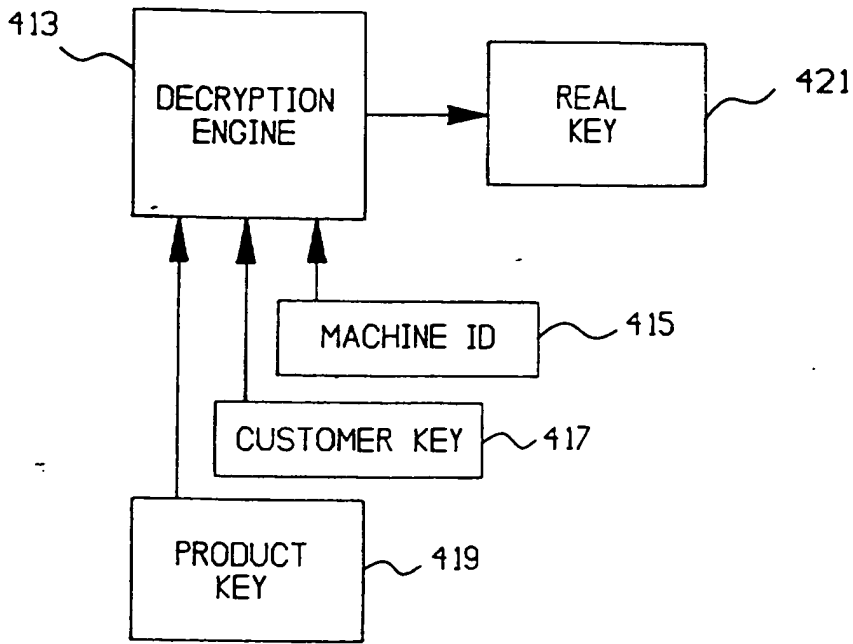 413
DECRYPTION
ENGINE
REAL
KEY
421
MACHINE ID
415
CUSTOMER KEY
417
PRODUCT
KEY
419